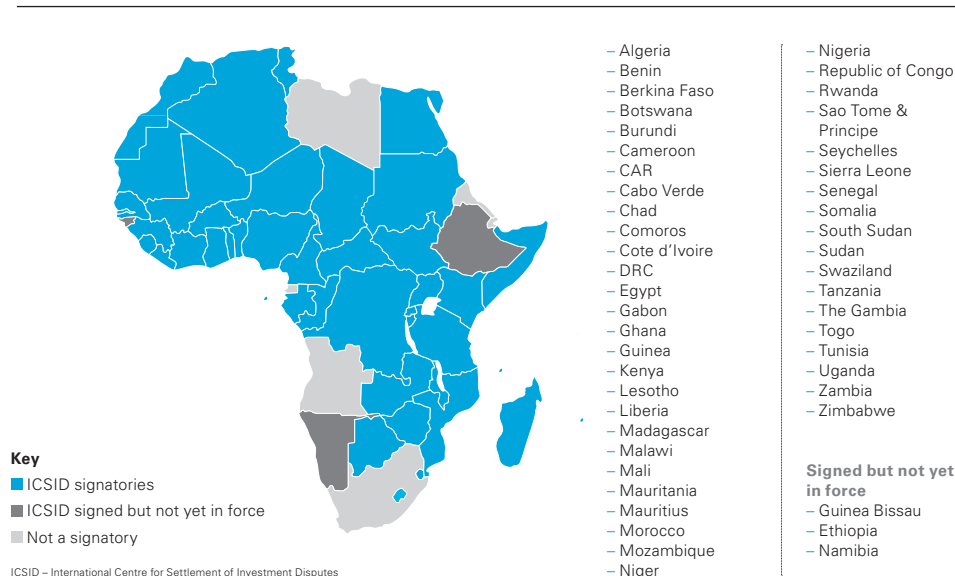 Key
ICSID signatories
ICSID signed but not yet in force
Not a signatory
ICSID – International Centre for Settlement of Investment Disputes
– Algeria
– Benin
– Berkina Faso
– Botswana
– Burundi
– Cameroon
– CAR
– Cabo Verde
– Chad
– Comoros
– Cote d’Ivoire
– DRC
– Egypt
– Gabon
– Ghana
– Guinea
– Kenya
– Lesotho
– Liberia
– Madagascar
– Malawi
– Mali
– Mauritania
– Mauritius
– Morocco
– Mozambique
– Niger
– Nigeria
– Republic of Congo
– Rwanda
– Sao Tome &
Principe
– Seychelles
– Sierra Leone
– Senegal
– Somalia
– South Sudan
– Sudan
– Swaziland
– Tanzania
– The Gambia
– Togo
– Tunisia
– Uganda
– Zambia
– Zimbabwe
Signed but not yet
in force
– Guinea Bissau
– Ethiopia
– Namibia